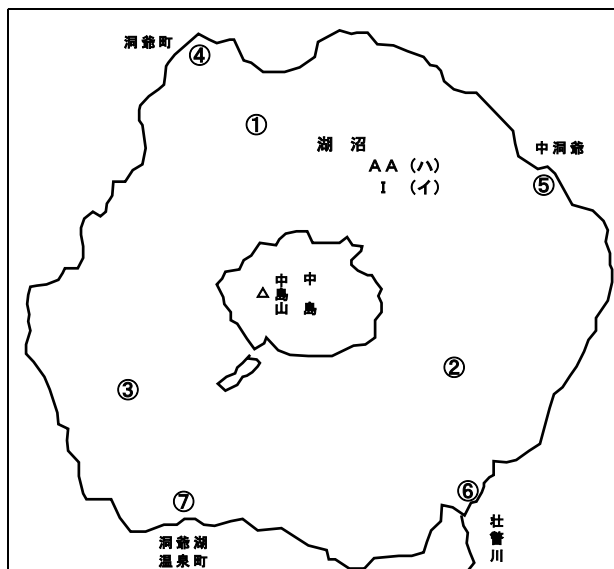 洞爺町
④
①
湖沼
AA (ハ)
I (イ)
中洞爺
⑤
中島
△中島山
②
③
⑥
⑦
洞爺湖
温泉町
壮瞥川